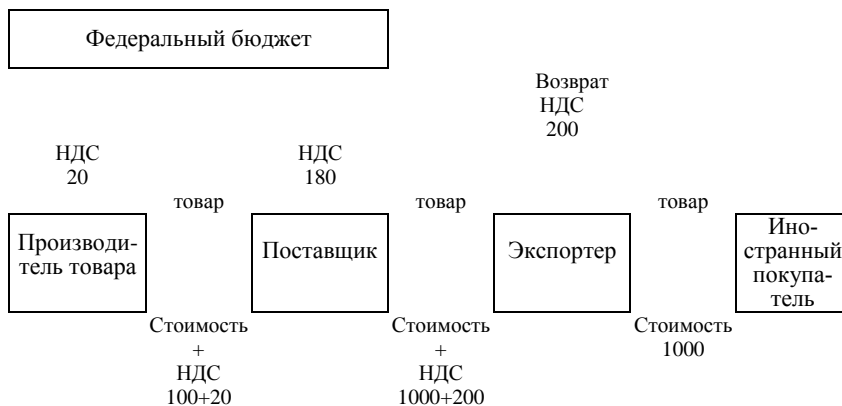 Федеральный бюджет
Возврат
НДС
200
НДС
20
НДС
180
товар
товар
товар
Производи-
тель товара
Поставщик
Экспортер
Ино-
странный
покупа-
тель
Стоимость
+
НДС
100+20
Стоимость
+
НДС
1000+200
Стоимость
1000